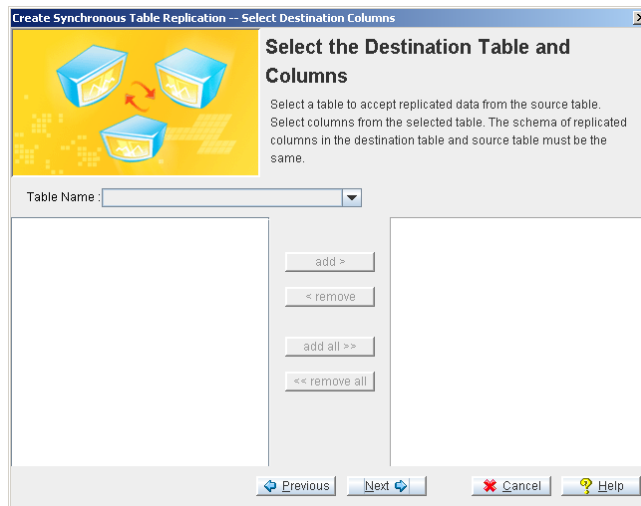 Create Synchronous Table Replication -- Select Destination Columns
Select the Destination Table and
Columns
Select a table to accept replicated data from the source table.
Select columns from the selected table. The schema of replicated
columns in the destination table and source table must be the
same.
Table Name :
add >
< remove
add all >>
<< remove all
Previous
Next
Cancel
Help